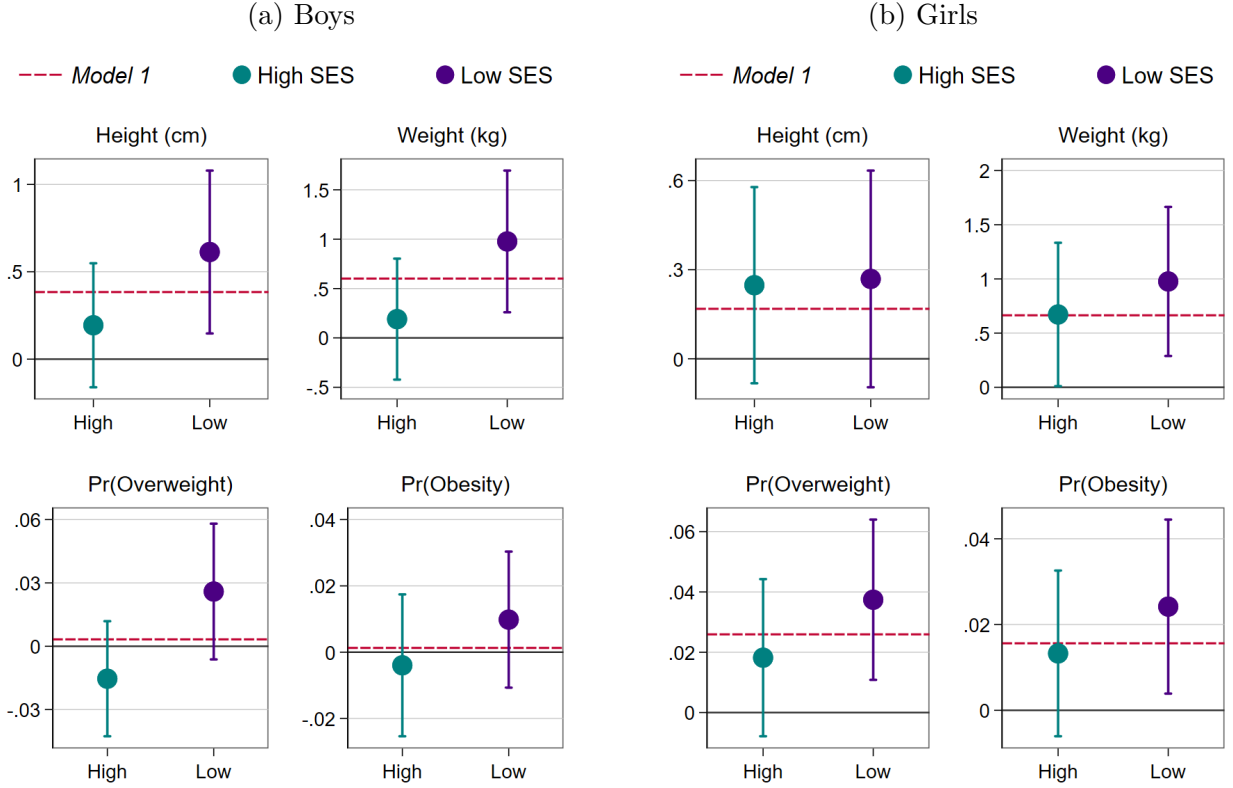 (a) Boys
Model 1 High SES Low SES
Height (cm)
1
.5
0
High Low
Weight (kg)
1.5
1
.5
0
-.5
High Low
Pr(Overweight)
.06
.03
0
-.03
High Low
Pr(Obesity)
.04
.02
0
-.02
High Low
(b) Girls
Model 1 High SES Low SES
Height (cm)
.6
.3
0
High Low
Weight (kg)
2
1.5
1
.5
0
High Low
Pr(Overweight)
.06
.04
.02
0
High Low
Pr(Obesity)
.04
.02
0
High Low